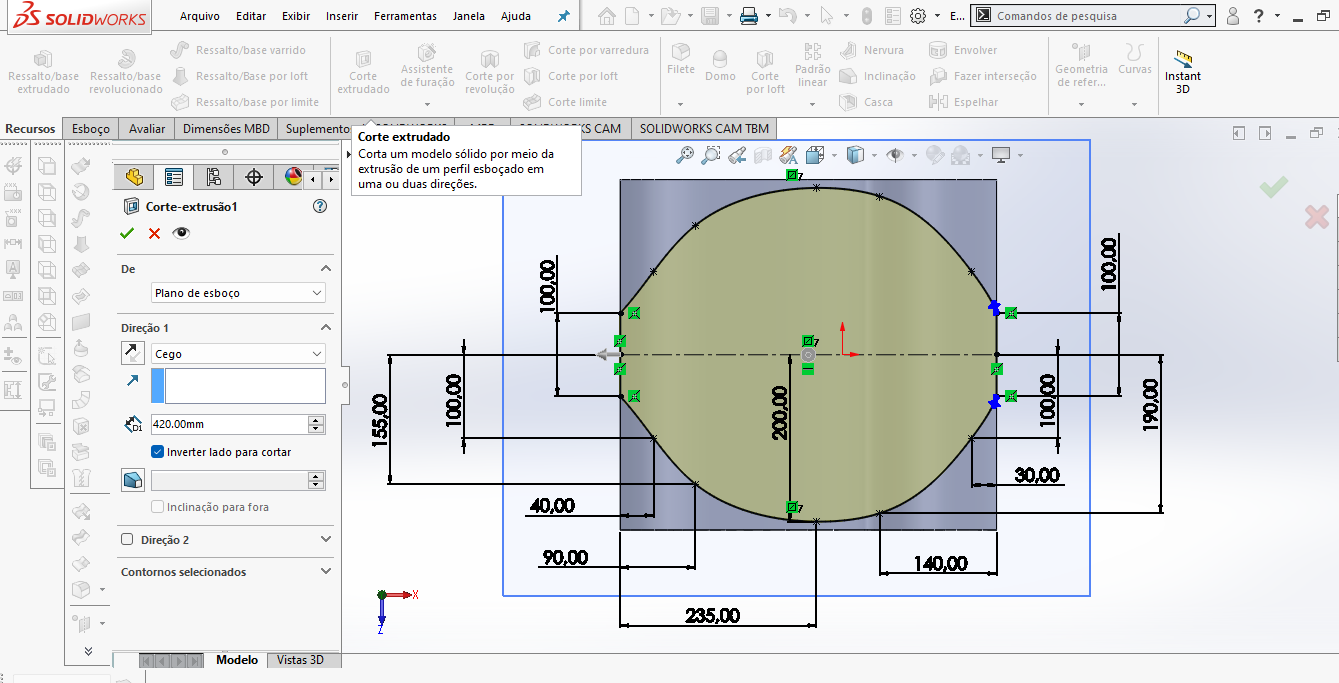 SOLIDWORKS
Arquivo Editar Exibir Inserir Ferramentas Janela Ajuda
E...
Comandos de pesquisa
?
Ressalto/base
extrudado
Ressalto/base
revolucionado
Ressalto/base varrido
Ressalto/Base por loft
Ressalto/base por limite
Corte
extrudado
Assistente
de furação
Corte por
revolução
Corte por varredura
Corte por loft
Corte limite
Filete
Domo
Corte
por loft
Padrão
linear
Nervura
Inclinação
Casca
Envolver
Fazer interseção
Espelhar
Geometria
de refer...
Curvas
Instant
3D
Recursos Esboço Avaliar Dimensões MBD Suplemento
SOLIDWORKS CAM TBM
Corte extrudado
Corta um modelo sólido por meio da
extrusão de um perfil esboçado em
uma ou duas direções.
Corte-extrusão1
?
De
Plano de esboço
Direção 1
Cego
D1
420.00mm
Inverter lado para cortar
Inclinação para fora
Direção 2
Contornos selecionados
Modelo Vistas 3D
7
100,00
100,00
7
155,00
100,00
200,00
100,00
190,00
30,00
40,00
7
90,00
140,00
235,00
X
Z